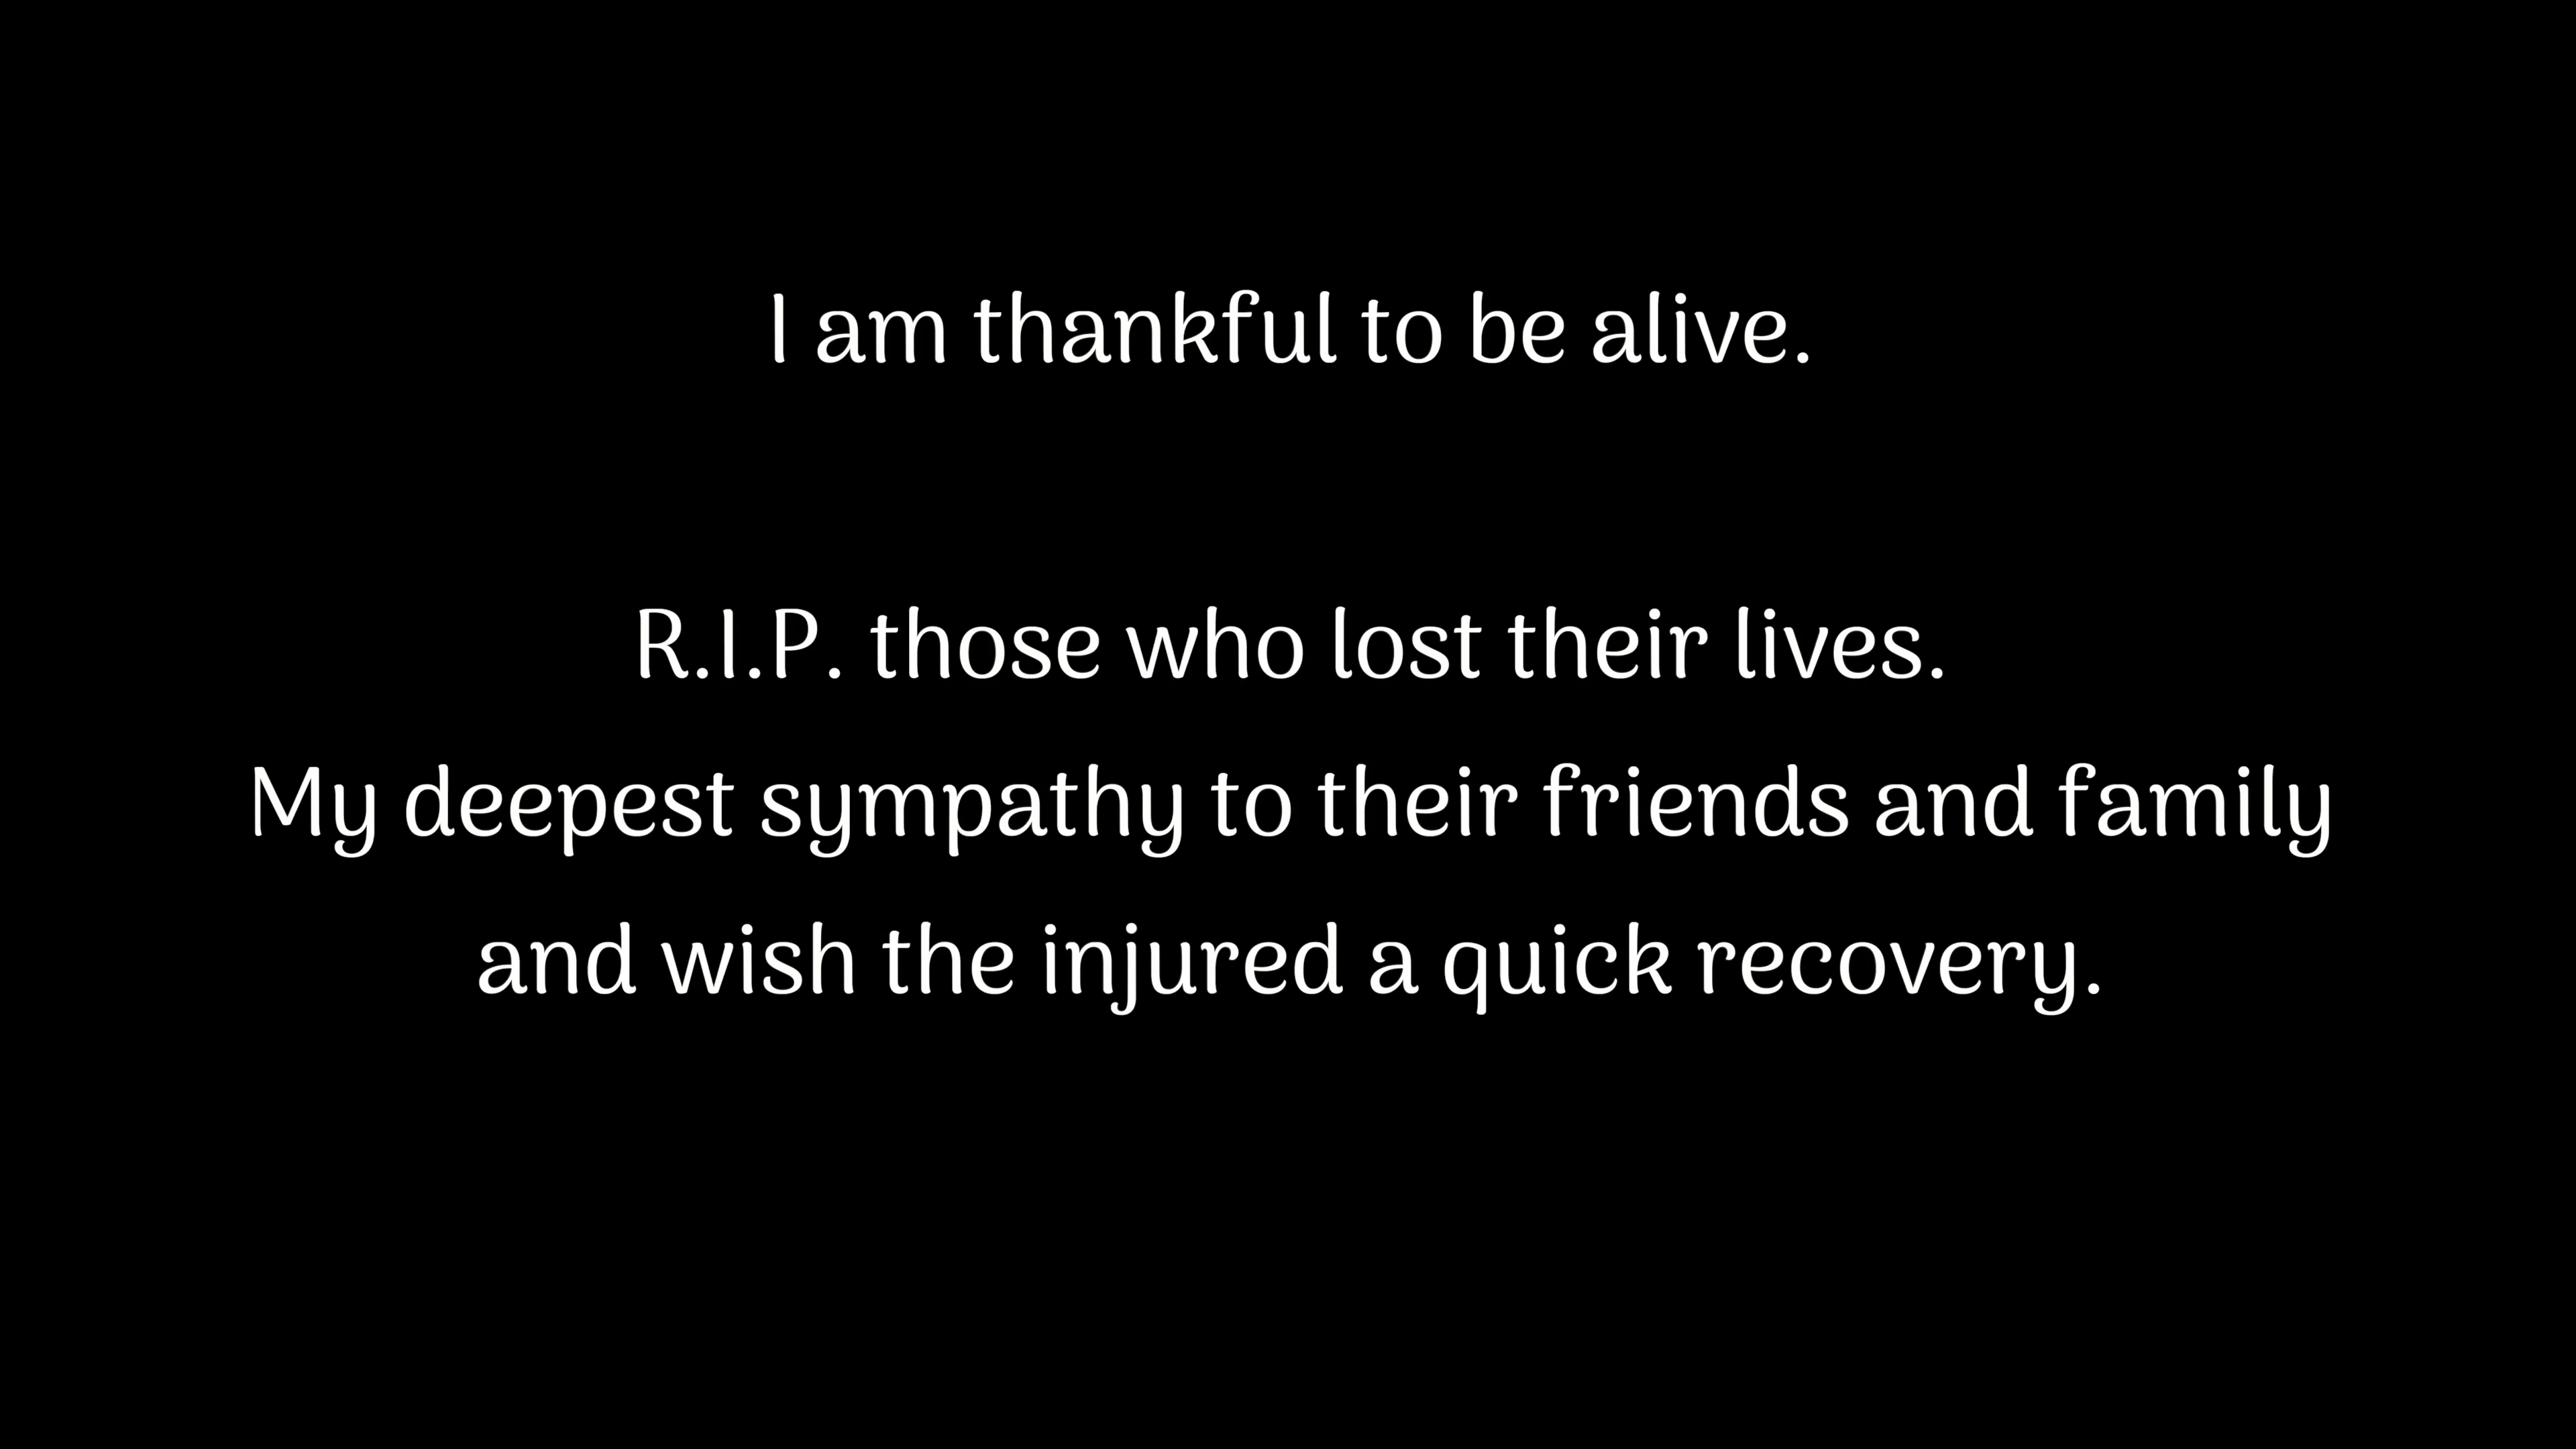 I am thankful to be alive.
R.I.P. those who lost their lives.
My deepest sympathy to their friends and family
and wish the injured a quick recovery.